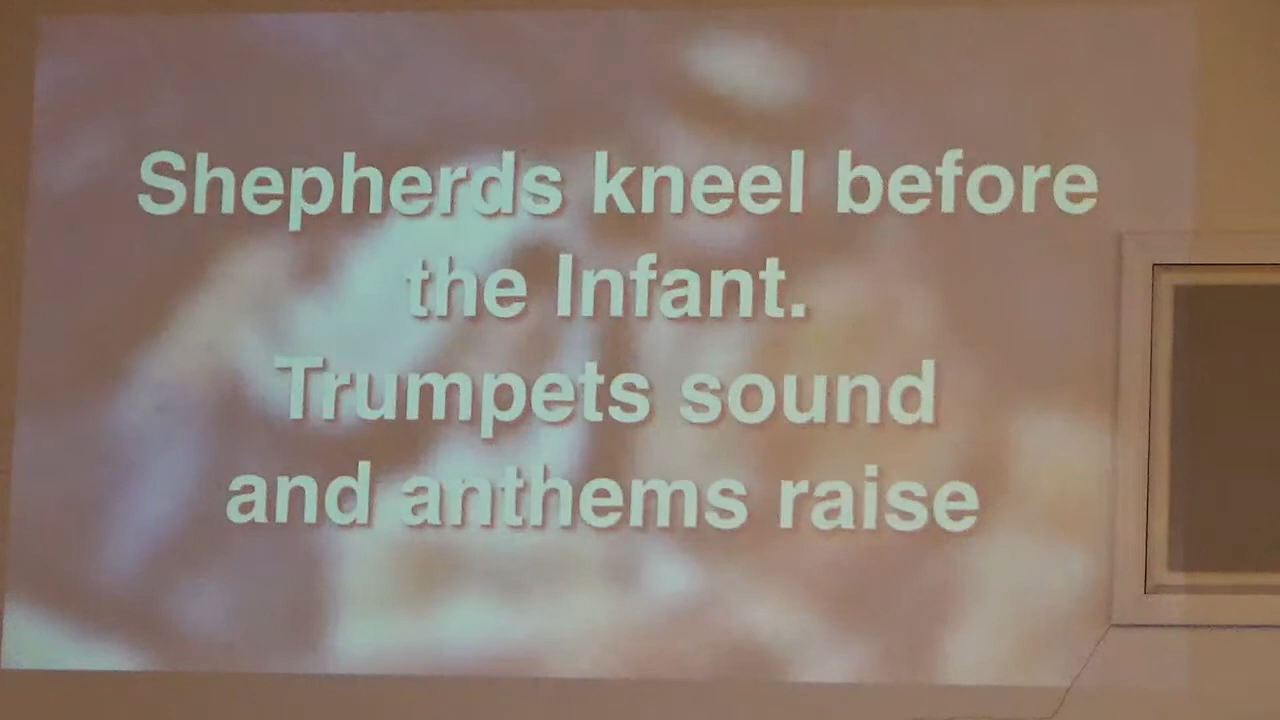 Shepherds kneel before
the Infant.
Trumpets sound
and anthems raise